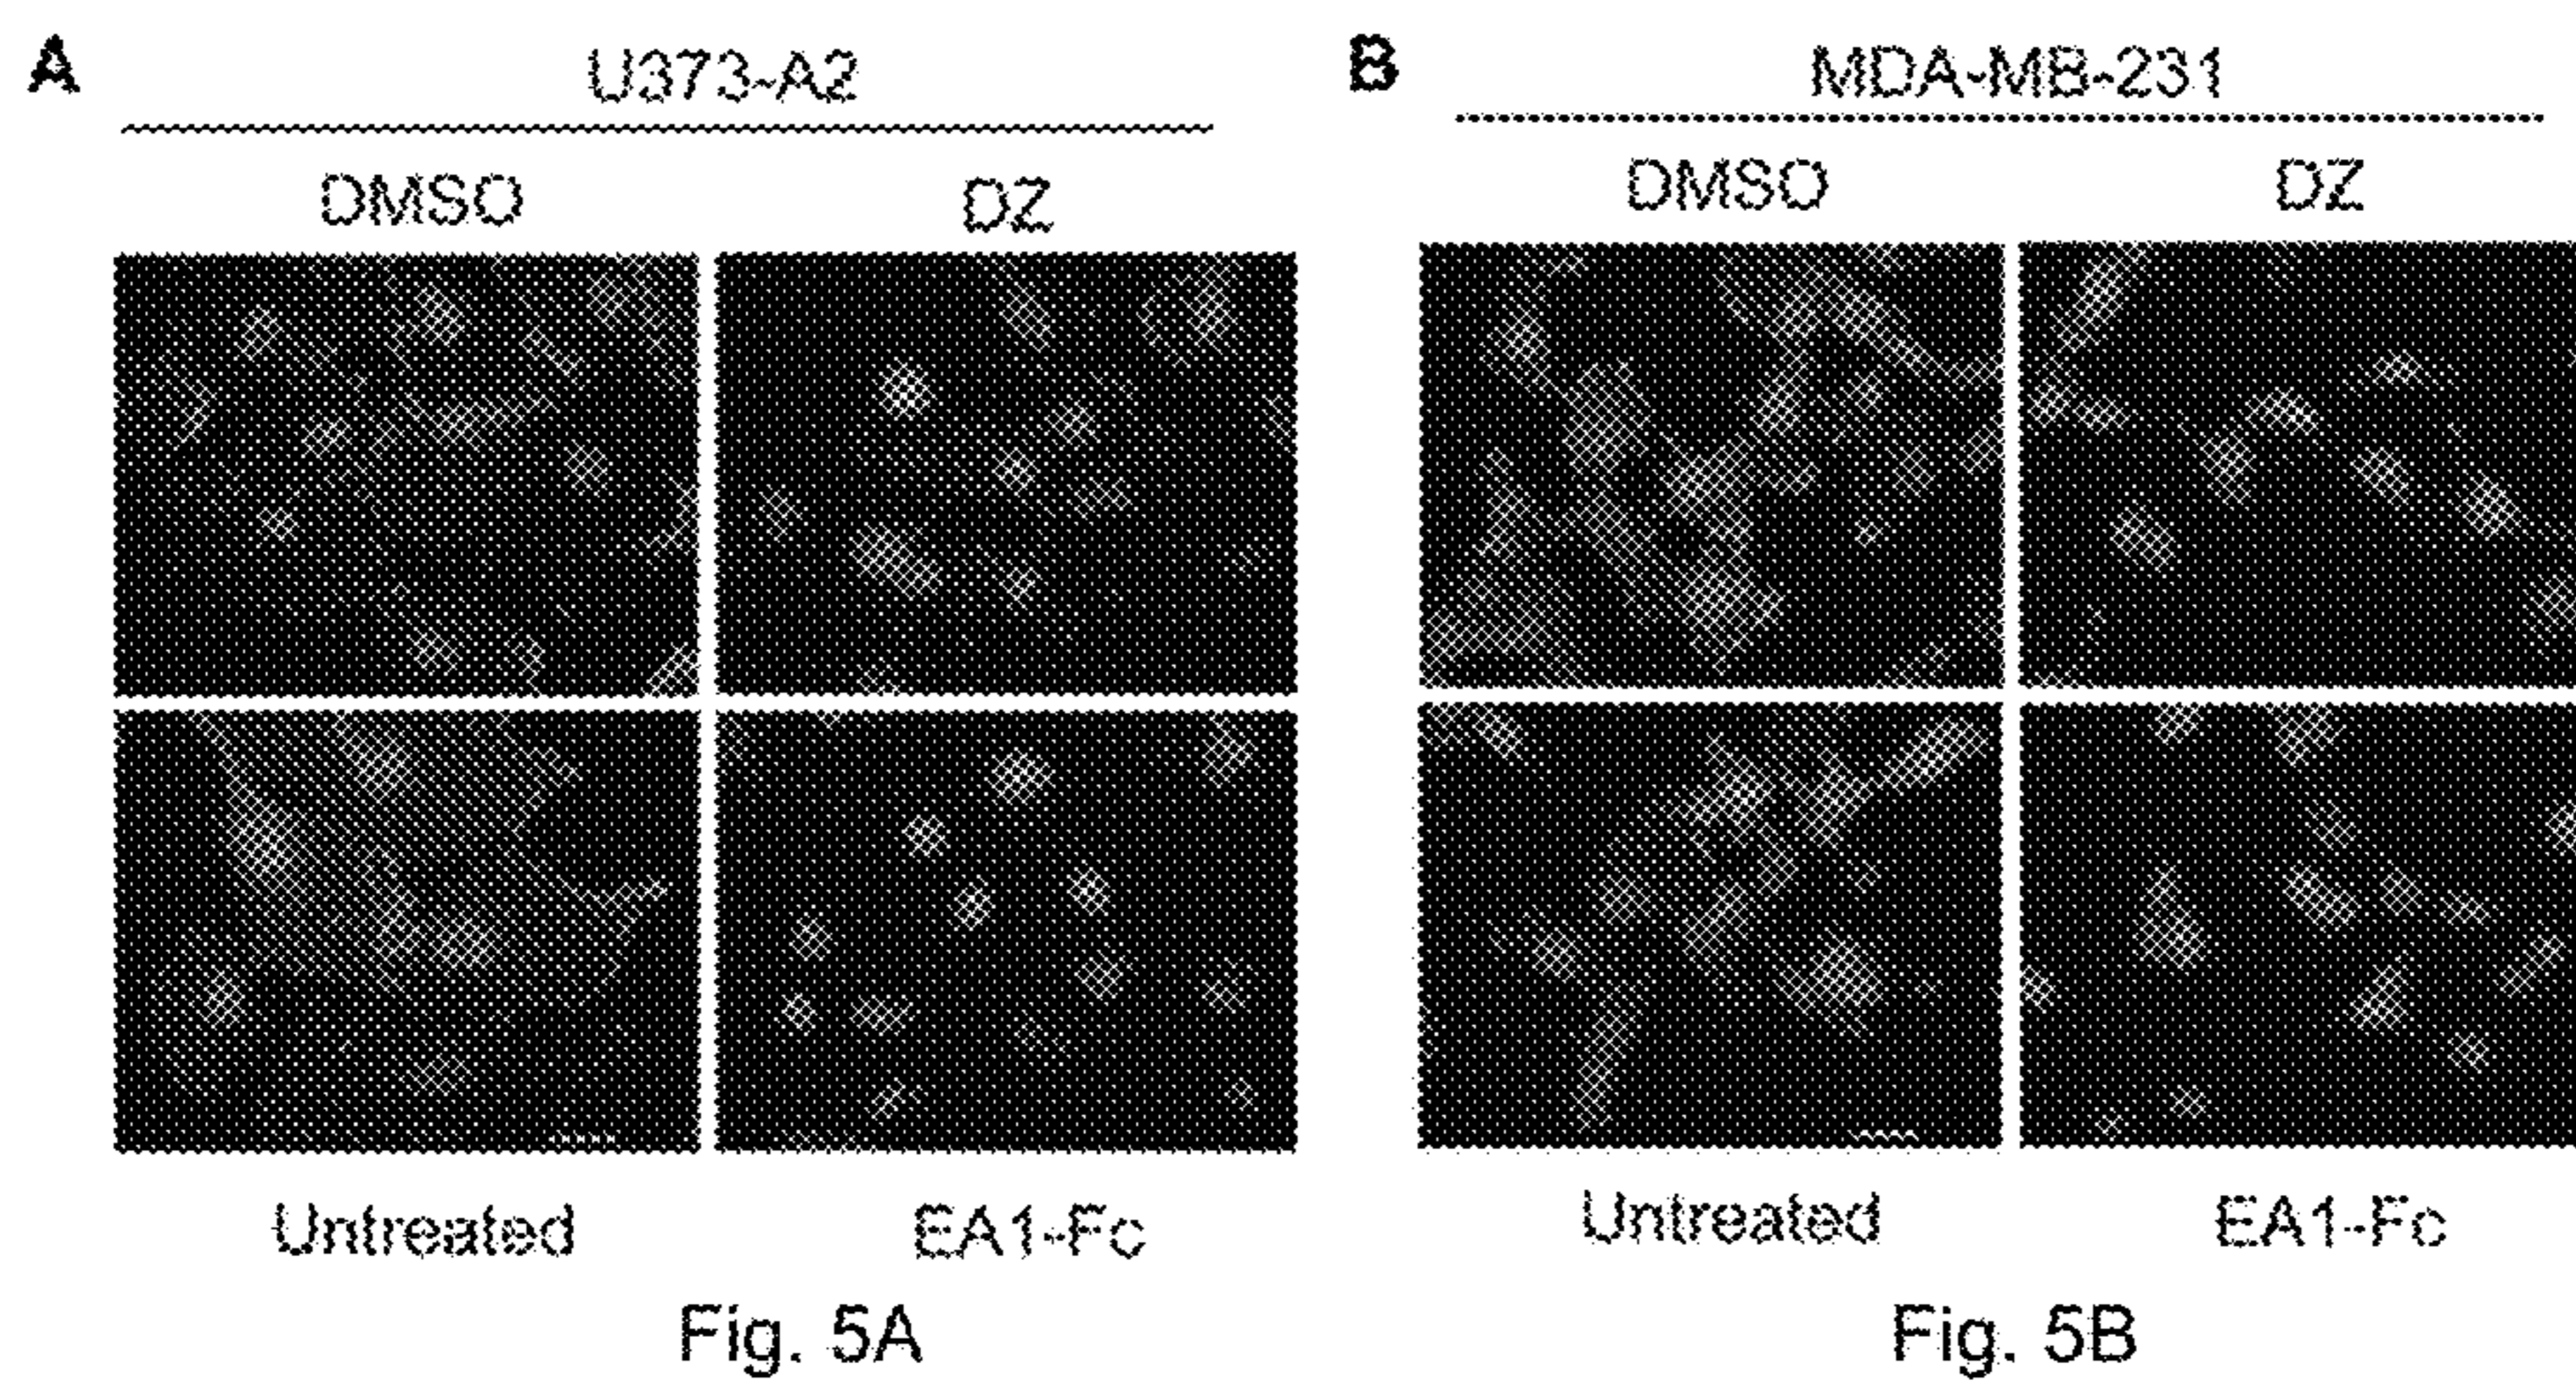 A
U373-A2
DMSO DZ
Untreated EA1-Fc
Fig. 5A
B
MDA-MB-231
DMSO DZ
Untreated EA1-Fc
Fig. 5B